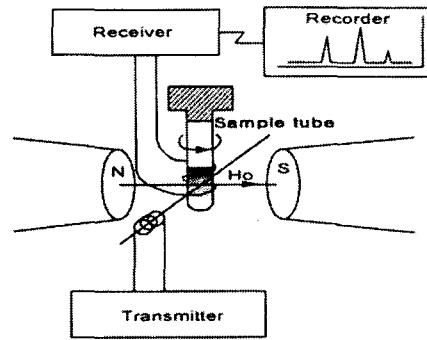 Recorder
Receiver
Sample tube
N
Ho
S
Transmitter